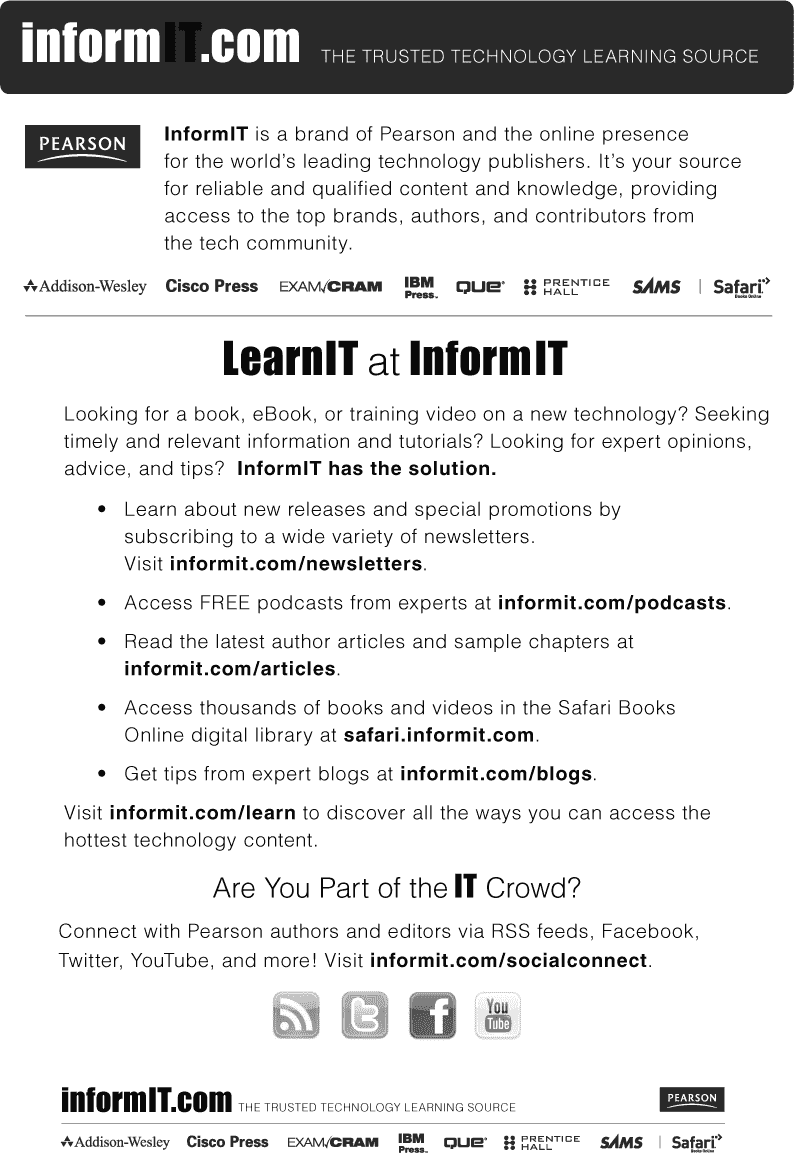 informIT.com THE TRUSTED TECHNOLOGY LEARNING SOURCE
PEARSON
InformIT is a brand of Pearson and the online presence
for the world's leading technology publishers. It's your source
for reliable and qualified content and knowledge, providing
access to the top brands, authors, and contributors from
the tech community.
Addison-Wesley Cisco Press EXAM/CRAM IBM Press. QUE PRENTICE HALL SAMS | Safari Books Online
LearnIT at InformIT
Looking for a book, eBook, or training video on a new technology? Seeking
timely and relevant information and tutorials? Looking for expert opinions,
advice, and tips? InformIT has the solution.
• Learn about new releases and special promotions by
subscribing to a wide variety of newsletters.
Visit informit.com/newsletters.
• Access FREE podcasts from experts at informit.com/podcasts.
• Read the latest author articles and sample chapters at
informit.com/articles.
• Access thousands of books and videos in the Safari Books
Online digital library at safari.informit.com.
• Get tips from expert blogs at informit.com/blogs.
Visit informit.com/learn to discover all the ways you can access the
hottest technology content.
Are You Part of the IT Crowd?
Connect with Pearson authors and editors via RSS feeds, Facebook,
Twitter, YouTube, and more! Visit informit.com/socialconnect.
t f You Tube
informIT.com THE TRUSTED TECHNOLOGY LEARNING SOURCE
PEARSON
Addison-Wesley Cisco Press EXAM/CRAM IBM Press. QUE PRENTICE HALL SAMS | Safari Books Online